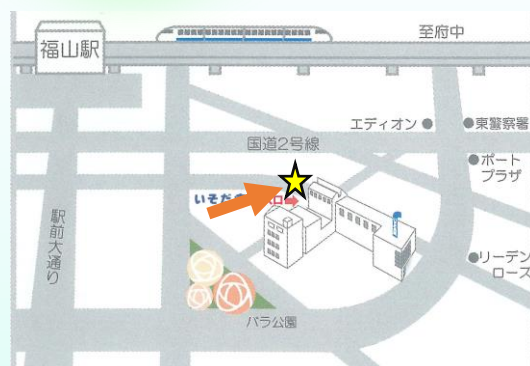 福山駅
至府中
エディオン
東警察署
国道2号線
ポート
プラザ
いそだ
口
駅前大通り
リーデン
ローズ
バラ公園